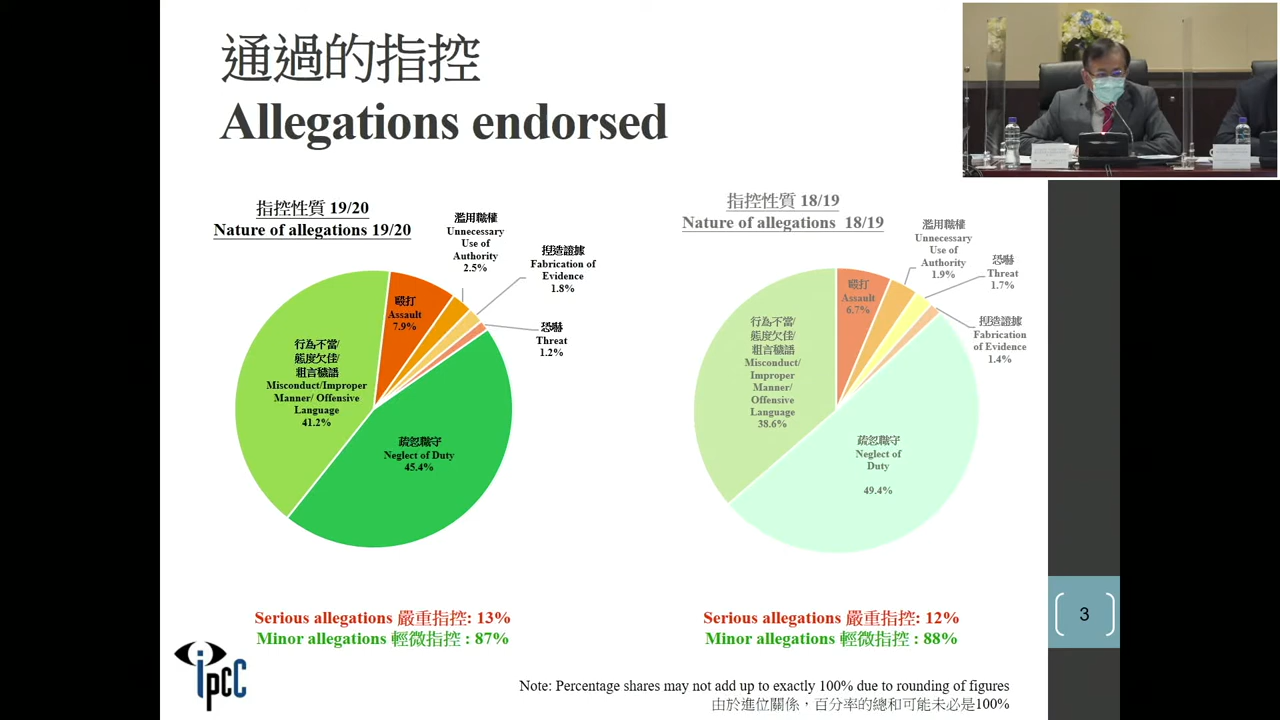 通過的指控
Allegations endorsed
指控性質 19/20
Nature of allegations 19/20
濫用職權
Unnecessary
Use of
Authority
2.5%
捏造證據
Fabrication of
Evidence
1.8%
毆打
Assault
7.9%
恐嚇
Threat
1.2%
行為不當/
態度欠佳/
粗言穢語
Misconduct/Improper
Manner/ Offensive
Language
41.2%
疏忽職守
Neglect of Duty
45.4%
Serious allegations 嚴重指控: 13%
Minor allegations 輕微指控 : 87%
指控性質 18/19
Nature of allegations 18/19
濫用職權
Unnecessary
Use of
Authority
1.9%
恐嚇
Threat
1.7%
毆打
Assault
6.7%
捏造證據
Fabrication
of Evidence
1.4%
行為不當/
態度欠佳/
粗言穢語
Misconduct/
Improper
Manner/
Offensive
Language
38.6%
疏忽職守
Neglect of
Duty
49.4%
Serious allegations 嚴重指控: 12%
Minor allegations 輕微指控 : 88%
3
ipcc
Note: Percentage shares may not add up to exactly 100% due to rounding of figures
由於進位關係，百分率的總和可能未必是100%